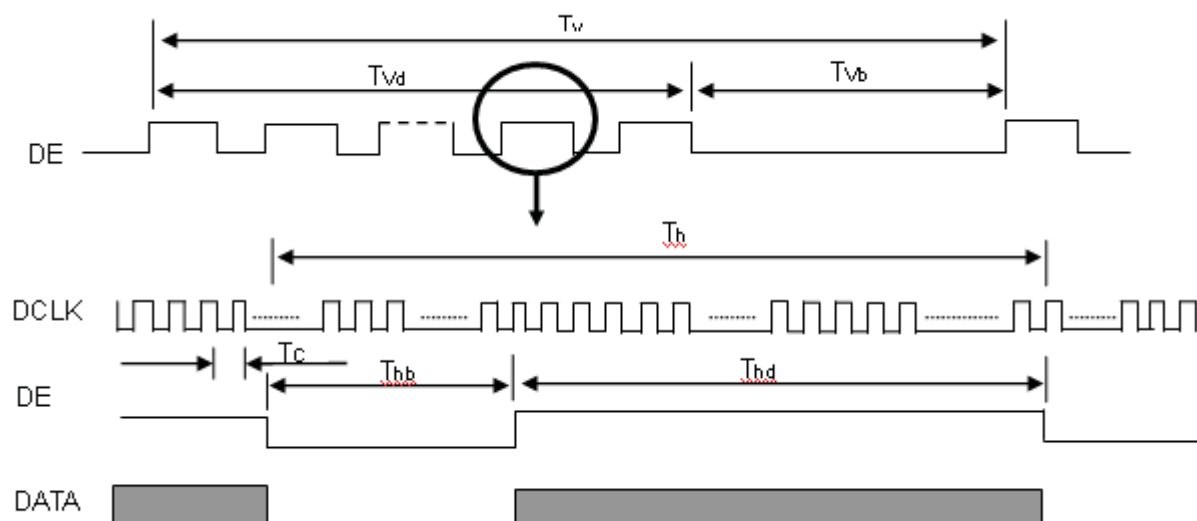 Tv
Tvd
Tvb
DE
Th
DCLK
Tc
Thb
Thd
DE
DATA